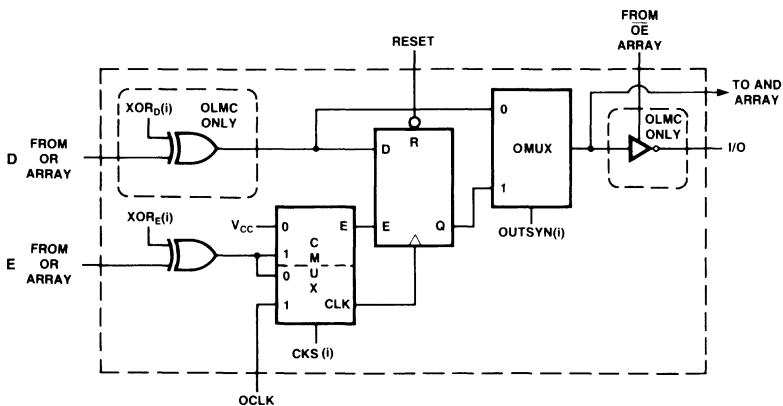 FROM
OE
ARRAY
RESET
TO AND
ARRAY
XORD(i)
OLMC
ONLY
0
OLMC
ONLY
D
FROM
OR
ARRAY
R
D
OMUX
I/O
XORE(i)
VCC
0
E
E
Q
1
OUTSYN(i)
E
FROM
OR
ARRAY
1
0
C
M
U
X
1
CLK
CKS (i)
OCLK